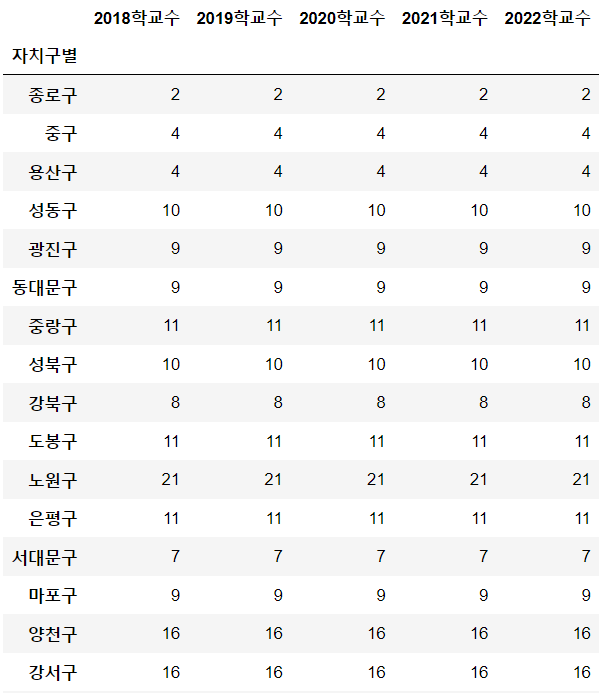 2018학교수 2019학교수 2020학교수 2021학교수 2022학교수
자치구별
종로구 2 2 2 2 2
중구 4 4 4 4 4
용산구 4 4 4 4 4
성동구 10 10 10 10 10
광진구 9 9 9 9 9
동대문구 9 9 9 9 9
중랑구 11 11 11 11 11
성북구 10 10 10 10 10
강북구 8 8 8 8 8
도봉구 11 11 11 11 11
노원구 21 21 21 21 21
은평구 11 11 11 11 11
서대문구 7 7 7 7 7
마포구 9 9 9 9 9
양천구 16 16 16 16 16
강서구 16 16 16 16 16